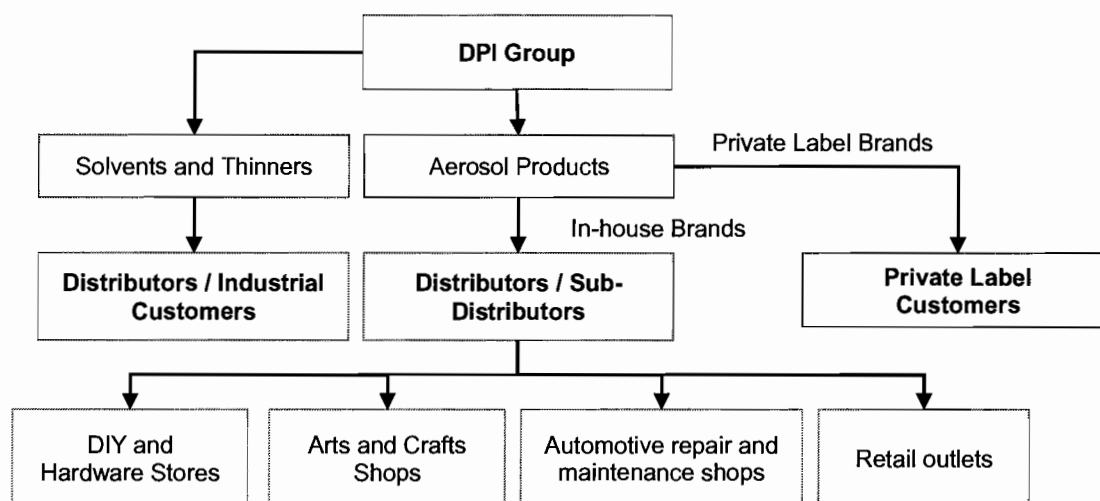 DPI Group
Private Label Brands
Solvents and Thinners
Aerosol Products
In-house Brands
Distributors / Industrial
Customers
Distributors / Sub-
Distributors
Private Label
Customers
DIY and
Hardware Stores
Arts and Crafts
Shops
Automotive repair and
maintenance shops
Retail outlets